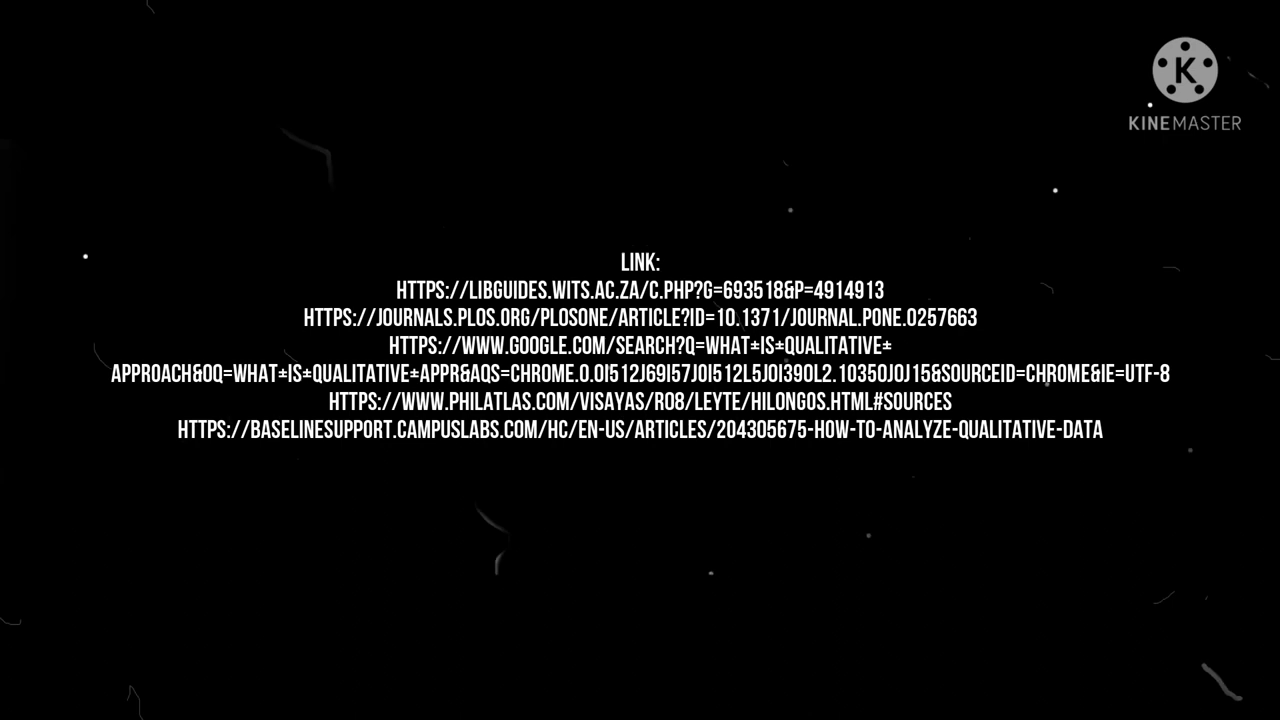 K
KINEMASTER
LINK:
HTTPS://LIBGUIDES.WITS.AC.ZA/C.PHP?G=693518&P=4914913
HTTPS://JOURNALS.PLOS.ORG/PLOSONE/ARTICLE?ID=10.1371/JOURNAL.PONE.0257663
HTTPS://WWW.GOOGLE.COM/SEARCH?Q=WHAT+IS+QUALITATIVE+
APPROACH&OQ=WHAT+IS+QUALITATIVE+APPR&AQS=CHROME.0.0I512J69I57J0I512L5J0I390L2.10350J0J15&SOURCEID=CHROME&IE=UTF-8
HTTPS://WWW.PHILATLAS.COM/VISAYAS/R08/LEYTE/HILONGOS.HTML#SOURCES
HTTPS://BASELINESUPPORT.CAMPUSLABS.COM/HC/EN-US/ARTICLES/204305675-HOW-TO-ANALYZE-QUALITATIVE-DATA